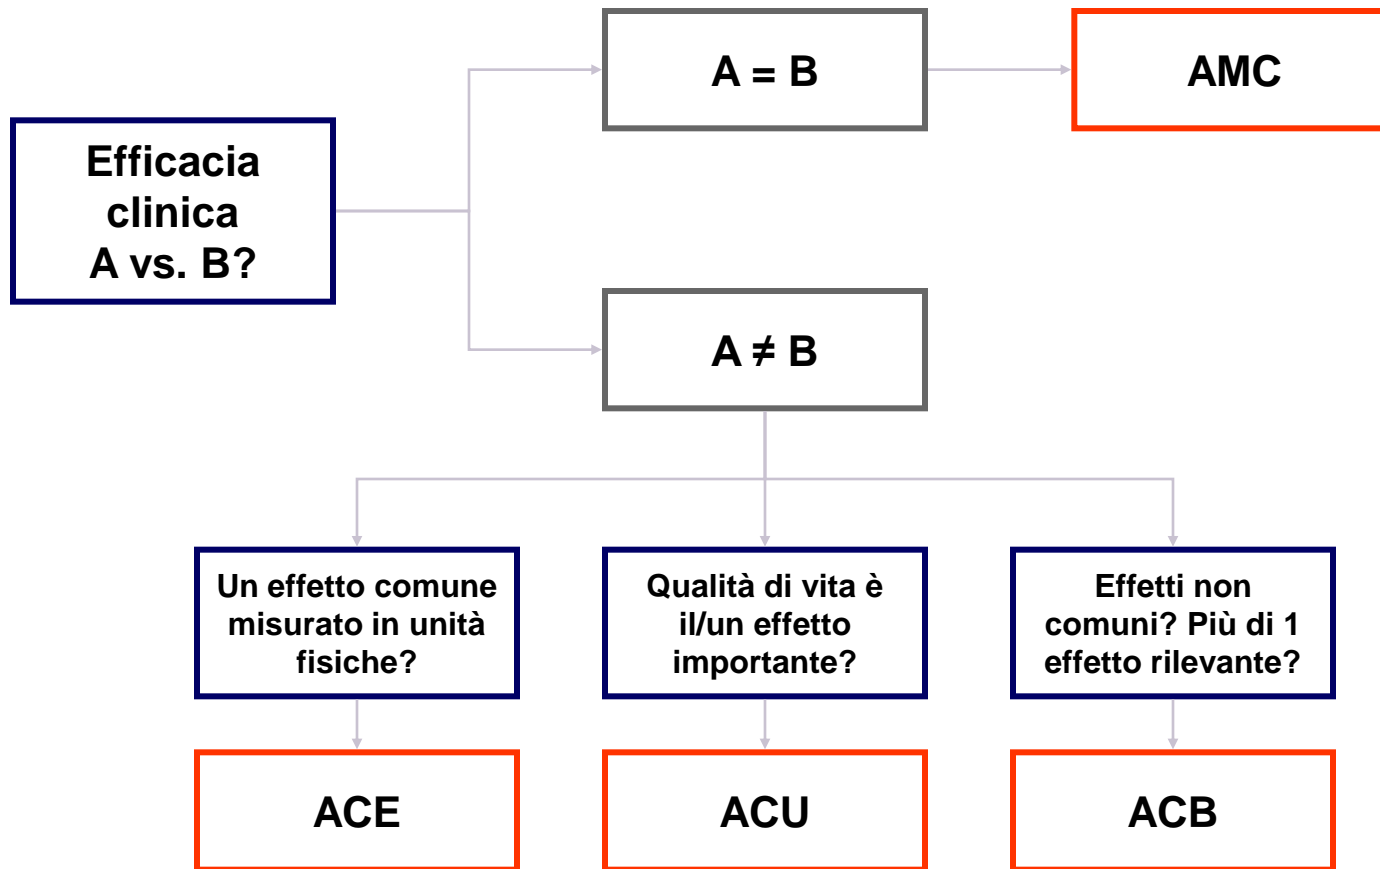 A = B
AMC
Efficacia
clinica
A vs. B?
A ≠ B
Un effetto comune
misurato in unità
fisiche?
Qualità di vita è
il/un effetto
importante?
Effetti non
comuni? Più di 1
effetto rilevante?
ACE
ACU
ACB